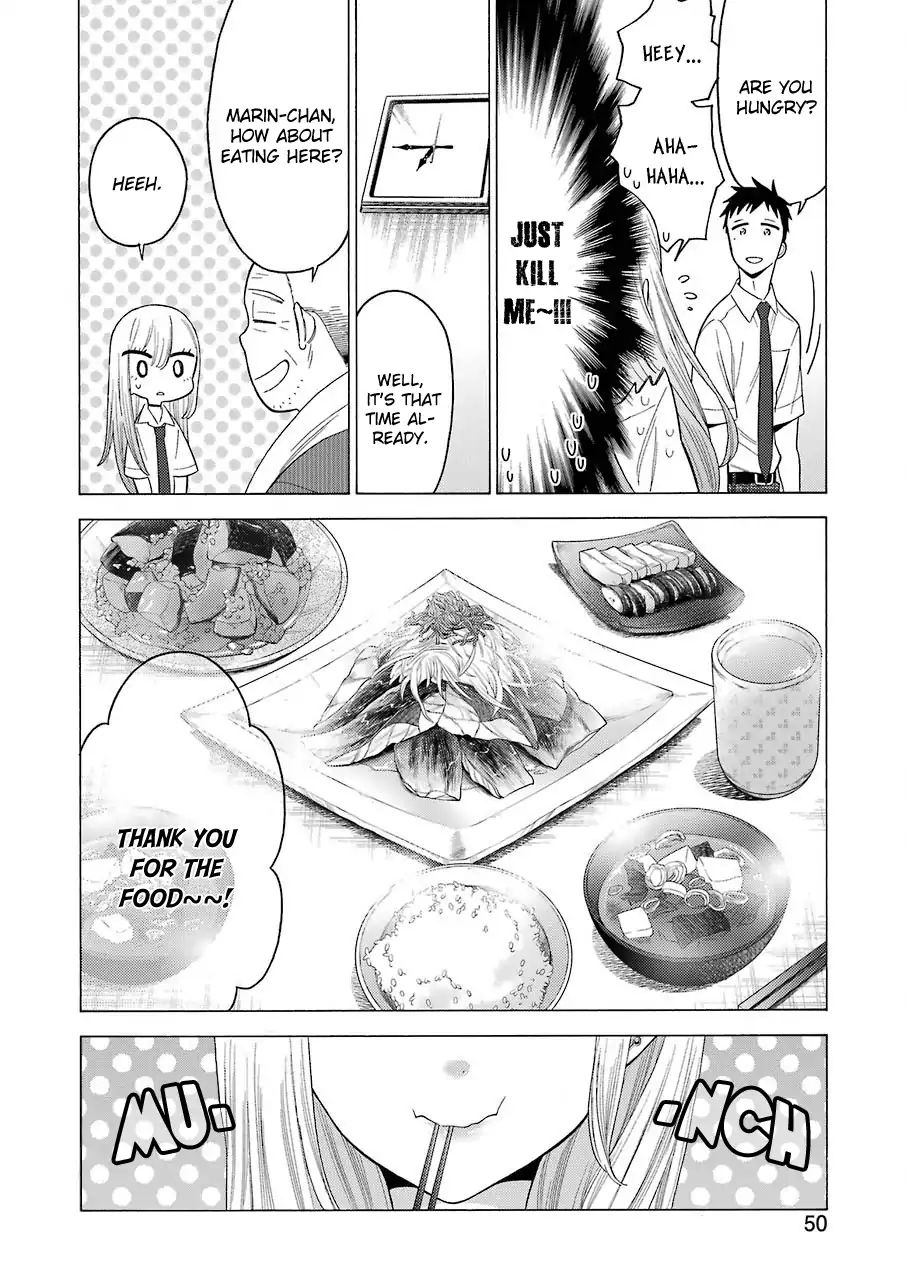 ARE YOU
HUNGRY?
HEEY...
AHA-
HAHA...
JUST
KILL
ME~!!!
WELL,
IT'S THAT
TIME AL-
READY.
MARIN-CHAN,
HOW ABOUT
EATING HERE?
HEEH.
THANK YOU
FOR THE
FOOD~~!
MU-
-NCH
50